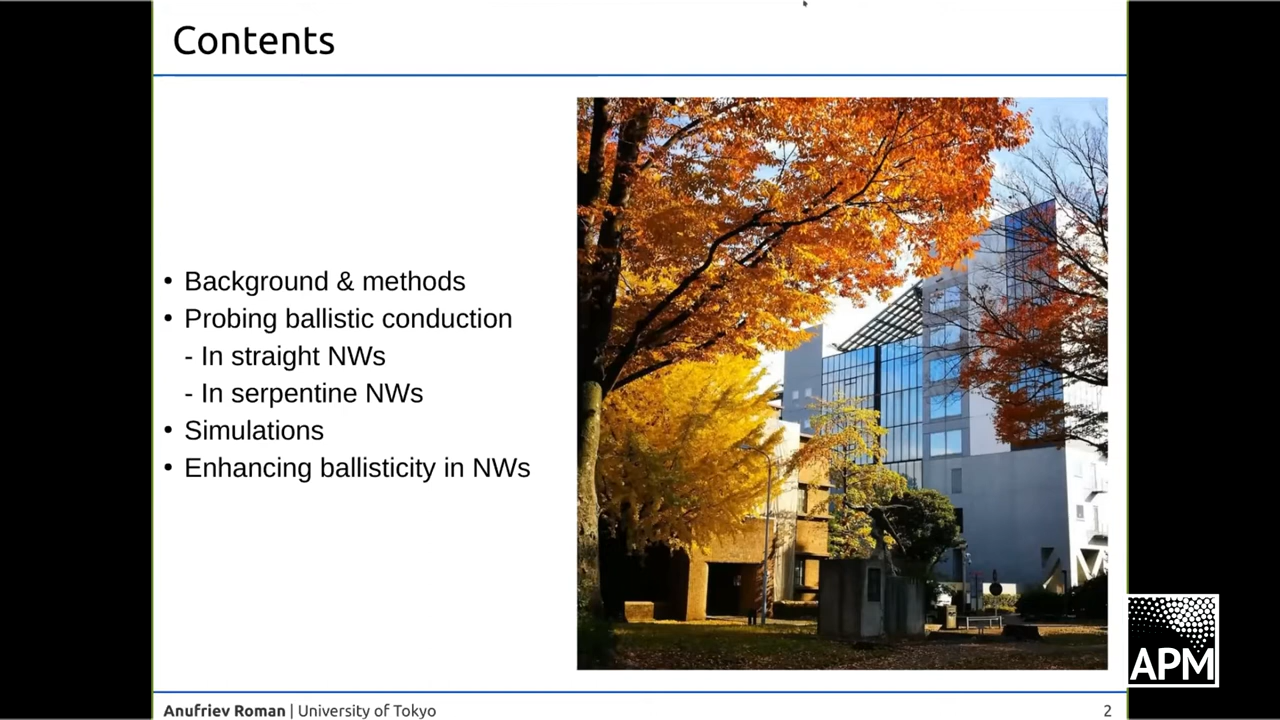 Contents
• Background & methods
• Probing ballistic conduction
- In straight NWs
- In serpentine NWs
• Simulations
• Enhancing ballisticity in NWs
APM
Anufriev Roman | University of Tokyo
2